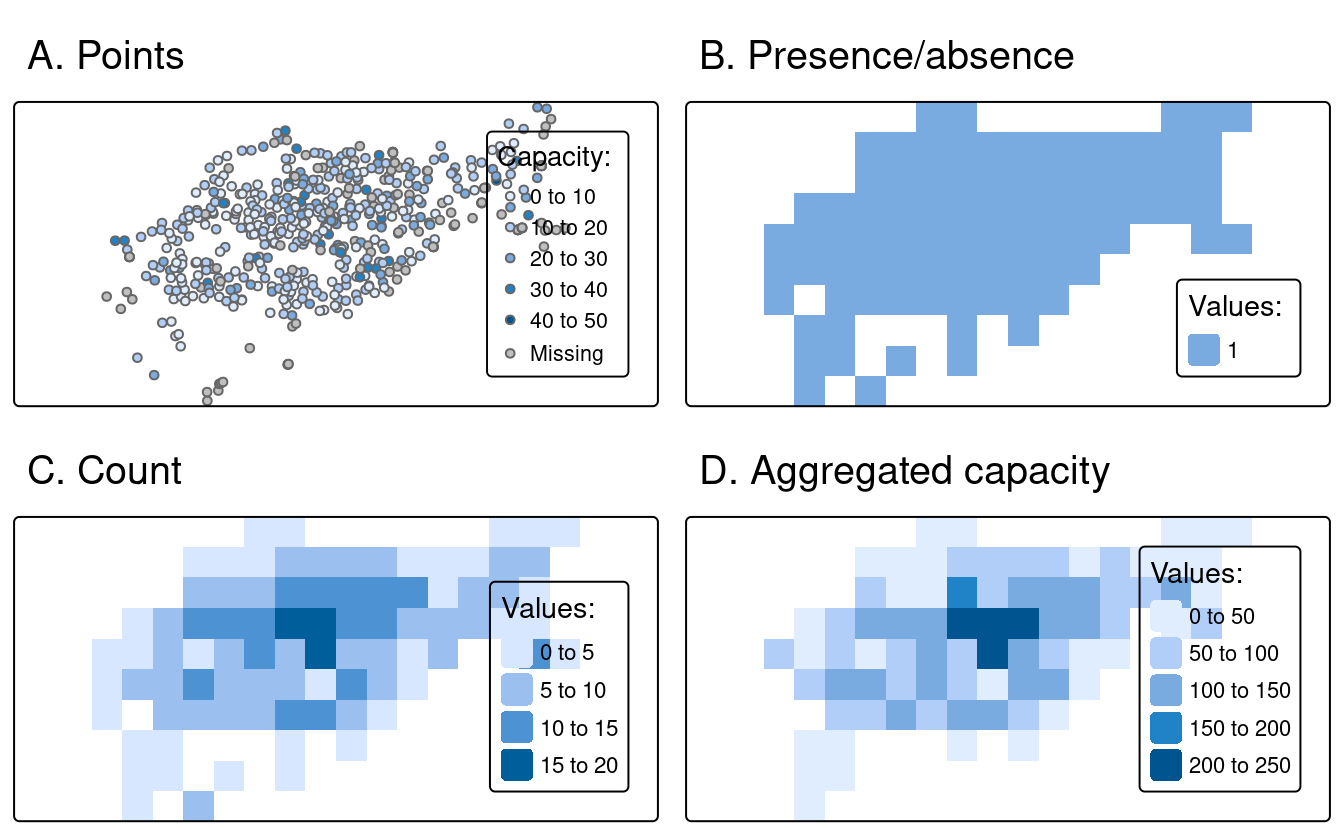 A. Points
Capacity:
0 to 10
10 to 20
20 to 30
30 to 40
40 to 50
Missing
B. Presence/absence
Values:
1
C. Count
Values:
0 to 5
5 to 10
10 to 15
15 to 20
D. Aggregated capacity
Values:
0 to 50
50 to 100
100 to 150
150 to 200
200 to 250